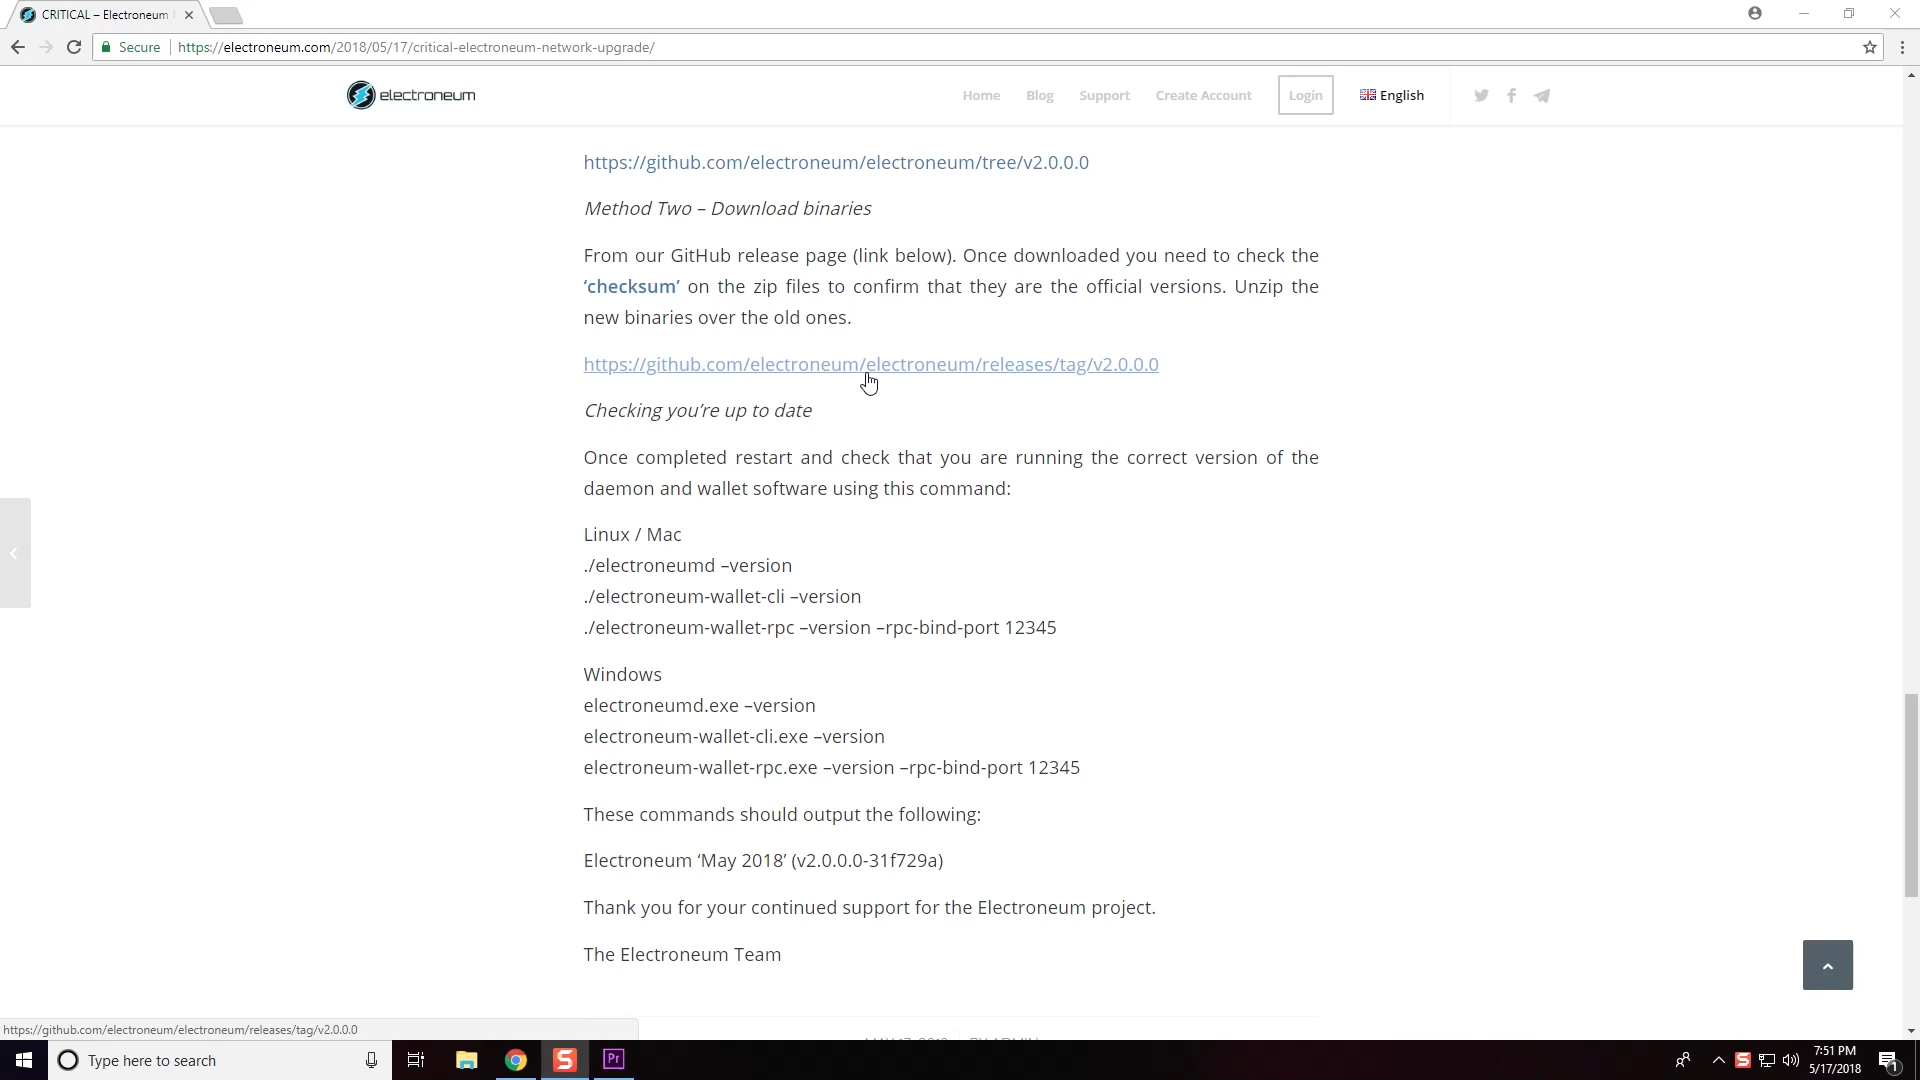 CRITICAL – Electroneum
Secure
https://electroneum.com/2018/05/17/critical-electroneum-network-upgrade/
electroneum
Home
Blog
Support
Create Account
Login
English
https://github.com/electroneum/electroneum/tree/v2.0.0.0
Method Two – Download binaries
From our GitHub release page (link below). Once downloaded you need to check the
‘checksum’ on the zip files to confirm that they are the official versions. Unzip the
new binaries over the old ones.
https://github.com/electroneum/electroneum/releases/tag/v2.0.0.0
Checking you’re up to date
Once completed restart and check that you are running the correct version of the
daemon and wallet software using this command:
Linux / Mac
./electroneumd –version
./electroneum-wallet-cli –version
./electroneum-wallet-rpc –version –rpc-bind-port 12345
Windows
electroneumd.exe –version
electroneum-wallet-cli.exe –version
electroneum-wallet-rpc.exe –version –rpc-bind-port 12345
These commands should output the following:
Electroneum ‘May 2018’ (v2.0.0.0-31f729a)
Thank you for your continued support for the Electroneum project.
The Electroneum Team
https://github.com/electroneum/electroneum/releases/tag/v2.0.0.0
Type here to search
S
Pr
S
7:51 PM
5/17/2018
1